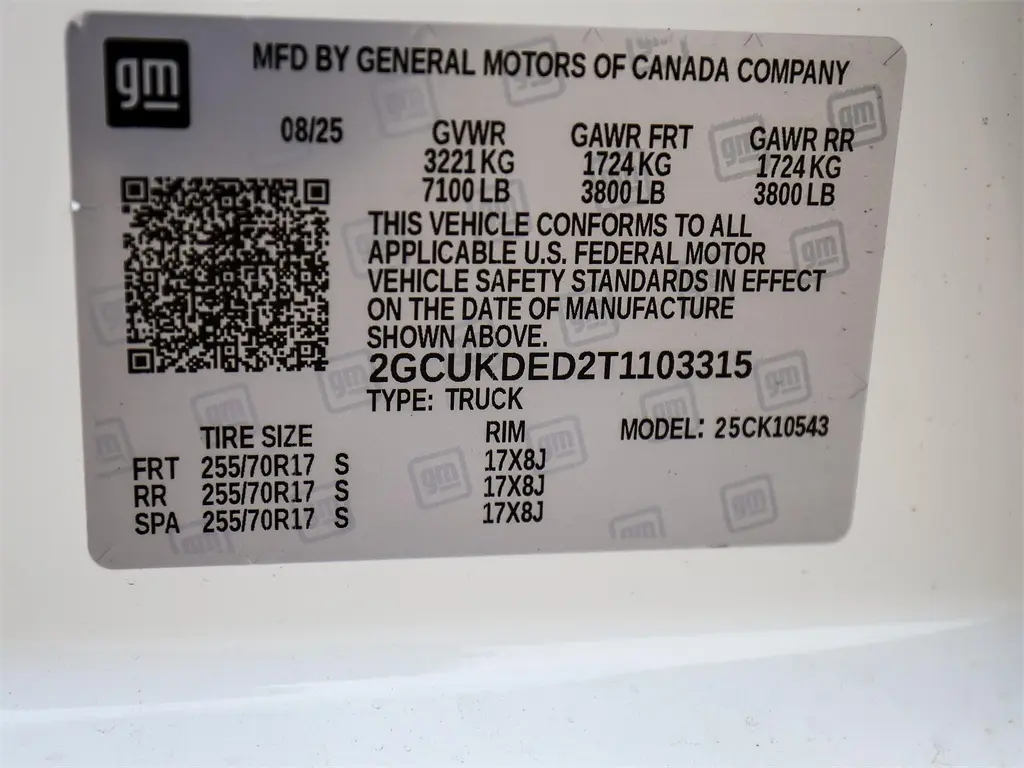 gm
MFD BY GENERAL MOTORS OF CANADA COMPANY
08/25 GVWR GAWR FRT GAWR RR
3221 KG 1724 KG 1724 KG
7100 LB 3800 LB 3800 LB
THIS VEHICLE CONFORMS TO ALL
APPLICABLE U.S. FEDERAL MOTOR
VEHICLE SAFETY STANDARDS IN EFFECT
ON THE DATE OF MANUFACTURE
SHOWN ABOVE.
2GCUKDED2T1103315
TYPE: TRUCK
TIRE SIZE RIM MODEL: 25CK10543
FRT 255/70R17 S 17X8J
RR 255/70R17 S 17X8J
SPA 255/70R17 S 17X8J